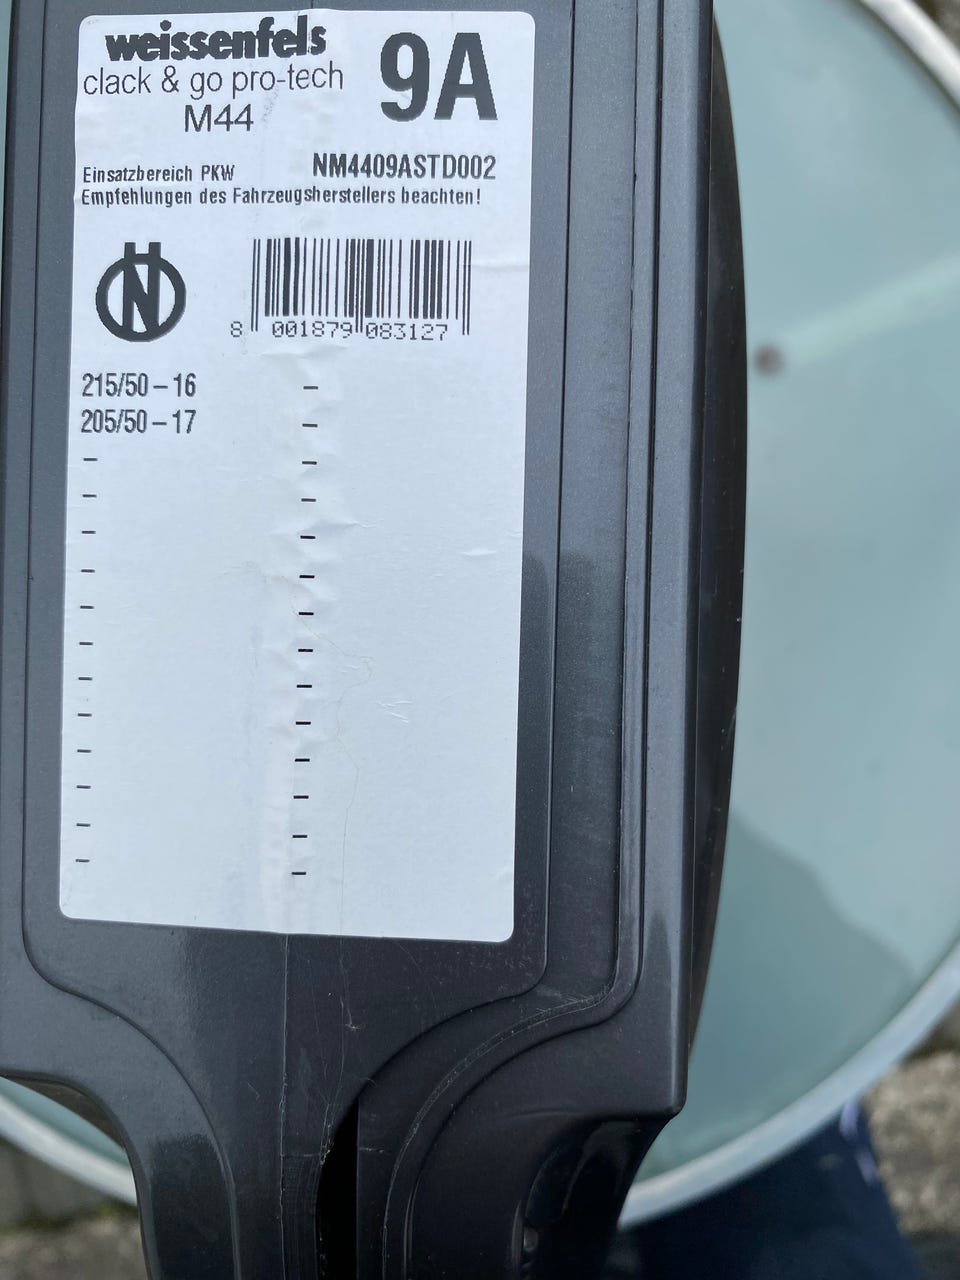 weissenfels
clack & go pro-tech
M44
9A
Einsatzbereich PKW
NM4409ASTD002
Empfehlungen des Fahrzeugsherstellers beachten!
N
8 001879 083127
215/50 – 16 –
205/50 – 17 –
– –
– –
– –
– –
– –
– –
– –
– –
– –
– –
– –
– –